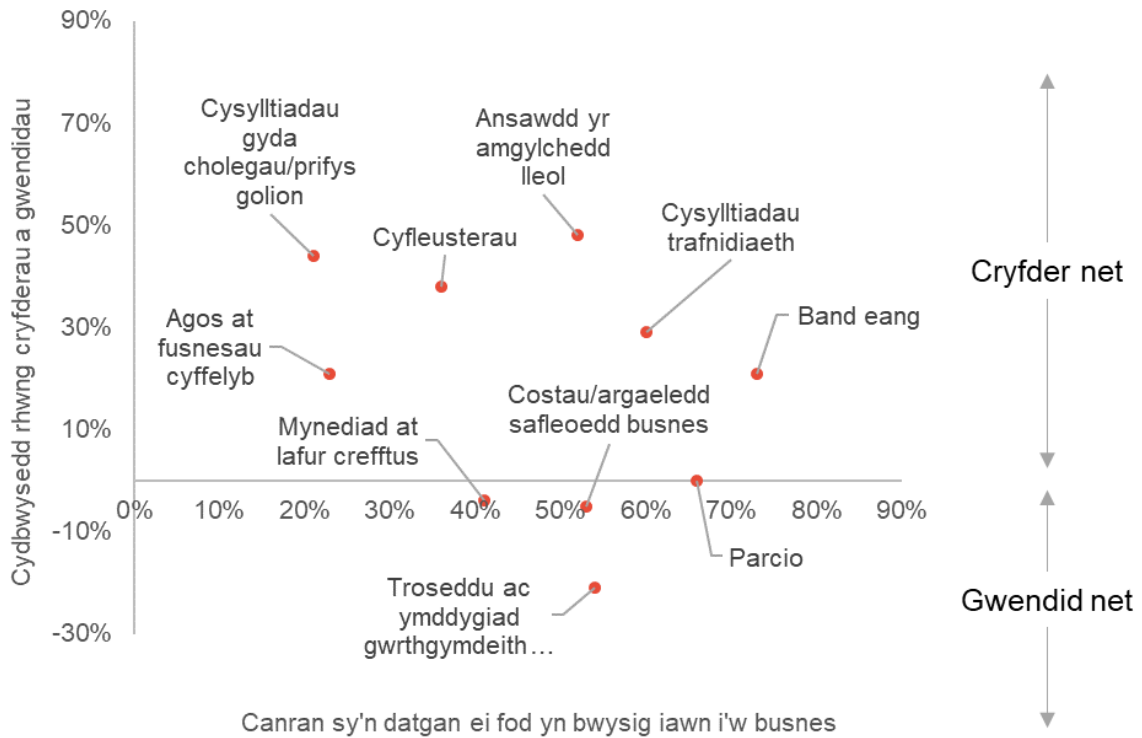 90%
70%
50%
30%
10%
-10%
-30%
Cydbwysedd rhwng cryfderau a gwendidau
Cysylltiadau
gyda
cholegau/prifys
golion
Ansawdd yr
amgylchedd
lleol
Cyfleusterau
Cysylltiadau
trafnidiaeth
Agos at
fusnesau
cyffelyb
Band eang
Mynediad at
lafur crefftus
Costau/argaeledd
safleoedd busnes
0% 10% 20% 30% 40% 50% 60% 70% 80% 90%
Parcio
Troseddu ac
ymddygiad
gwrthgymdeith…
Cryfder net
Gwendid net
Canran sy'n datgan ei fod yn bwysig iawn i'w busnes